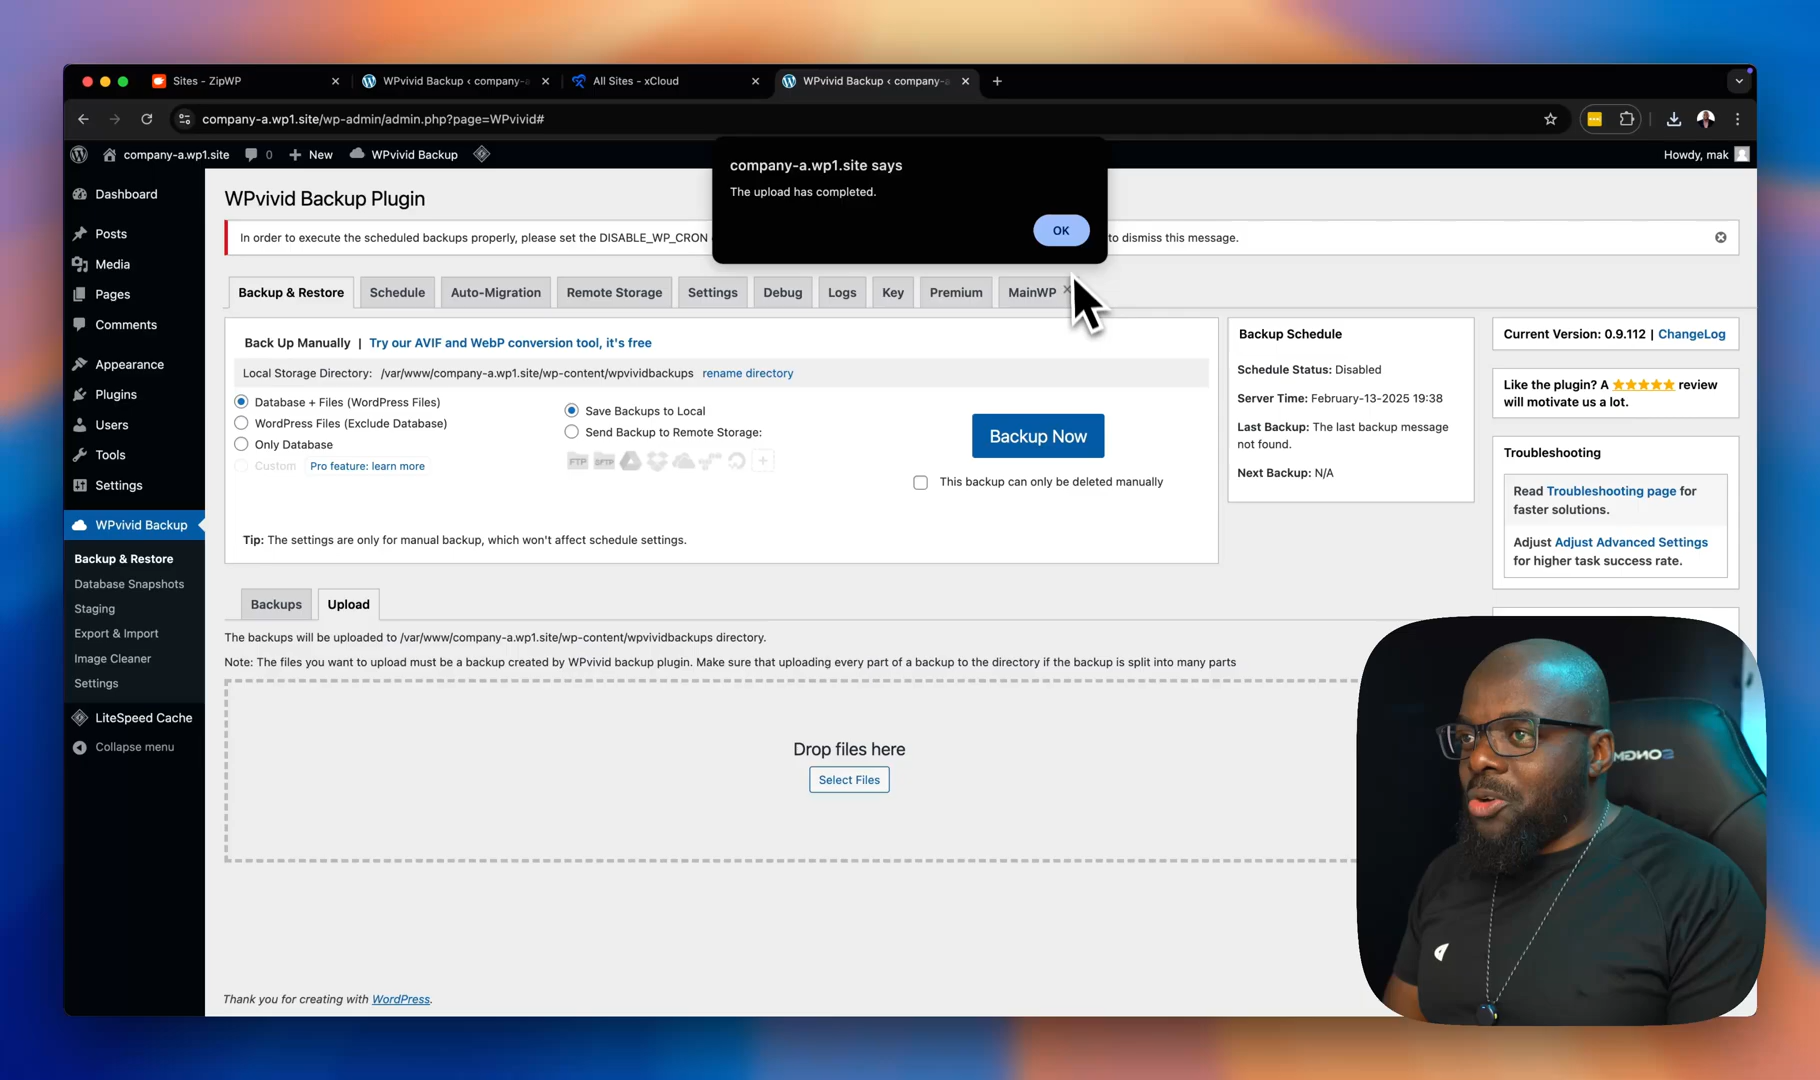 Sites - ZipWP
WPvivid Backup ‹ company-
All Sites - xCloud
WPvivid Backup ‹ company-a
company-a.wp1.site/wp-admin/admin.php?page=WPvivid#
company-a.wp1.site
0
New
WPvivid Backup
Howdy, mak
company-a.wp1.site says
The upload has completed.
OK
Dashboard
Posts
Media
Pages
Comments
Appearance
Plugins
Users
Tools
Settings
WPvivid Backup
Backup & Restore
Database Snapshots
Staging
Export & Import
Image Cleaner
Settings
LiteSpeed Cache
Collapse menu
WPvivid Backup Plugin
In order to execute the scheduled backups properly, please set the DISABLE_WP_CRON
to dismiss this message.
Backup & Restore
Schedule
Auto-Migration
Remote Storage
Settings
Debug
Logs
Key
Premium
MainWP
Back Up Manually | Try our AVIF and WebP conversion tool, it's free
Local Storage Directory: /var/www/company-a.wp1.site/wp-content/wpvividbackups rename directory
Database + Files (WordPress Files)
WordPress Files (Exclude Database)
Only Database
Custom Pro feature: learn more
Save Backups to Local
Send Backup to Remote Storage:
FTP
SFTP
Backup Now
This backup can only be deleted manually
Tip: The settings are only for manual backup, which won't affect schedule settings.
Backup Schedule
Schedule Status: Disabled
Server Time: February-13-2025 19:38
Last Backup: The last backup message
not found.
Next Backup: N/A
Current Version: 0.9.112 | ChangeLog
Like the plugin? A ★★★★★ review
will motivate us a lot.
Troubleshooting
Read Troubleshooting page for
faster solutions.
Adjust Adjust Advanced Settings
for higher task success rate.
Backups
Upload
The backups will be uploaded to /var/www/company-a.wp1.site/wp-content/wpvividbackups directory.
Note: The files you want to upload must be a backup created by WPvivid backup plugin. Make sure that uploading every part of a backup to the directory if the backup is split into many parts
Drop files here
Select Files
Thank you for creating with WordPress.